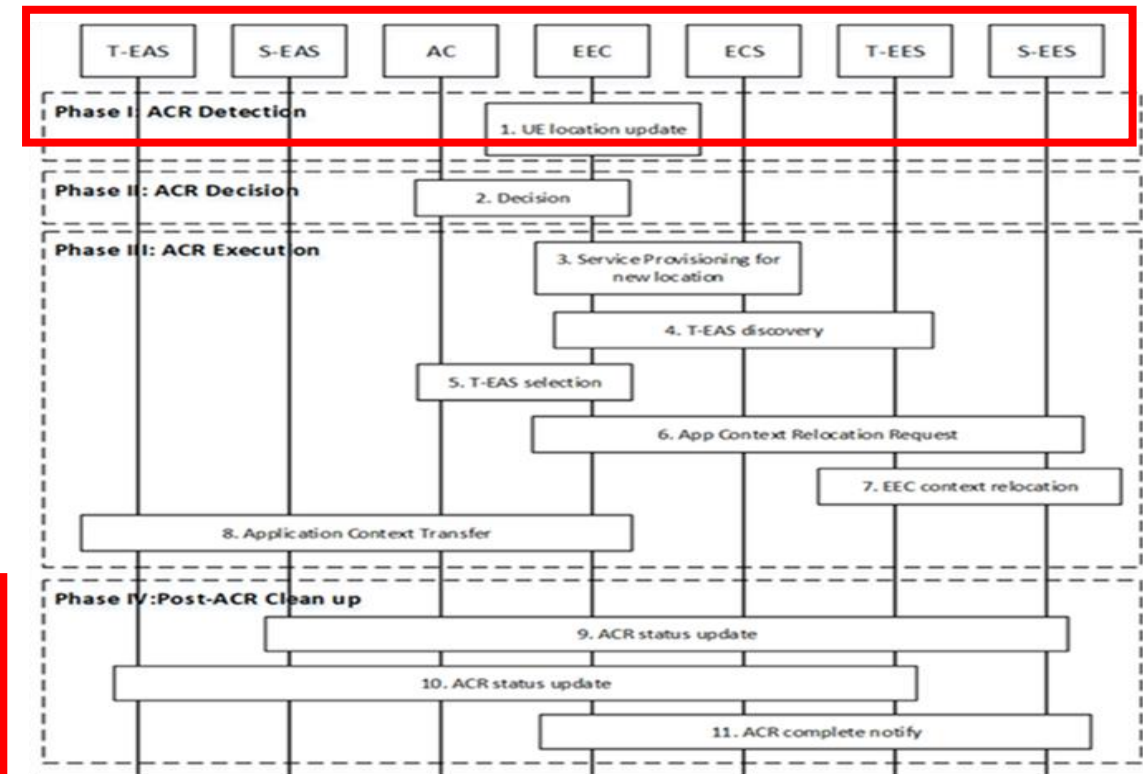 T-EAS S-EAS AC EEC ECS T-EES S-EES
Phase I: ACR Detection
1. UE location update
Phase II: ACR Decision
2. Decision
Phase III: ACR Execution
3. Service Provisioning for
new location
4. T-EAS discovery
5. T-EAS selection
6. App Context Relocation Request
7. EEC context relocation
8. Application Context Transfer
Phase IV:Post-ACR Clean up
9. ACR status update
10. ACR status update
11. ACR complete notify